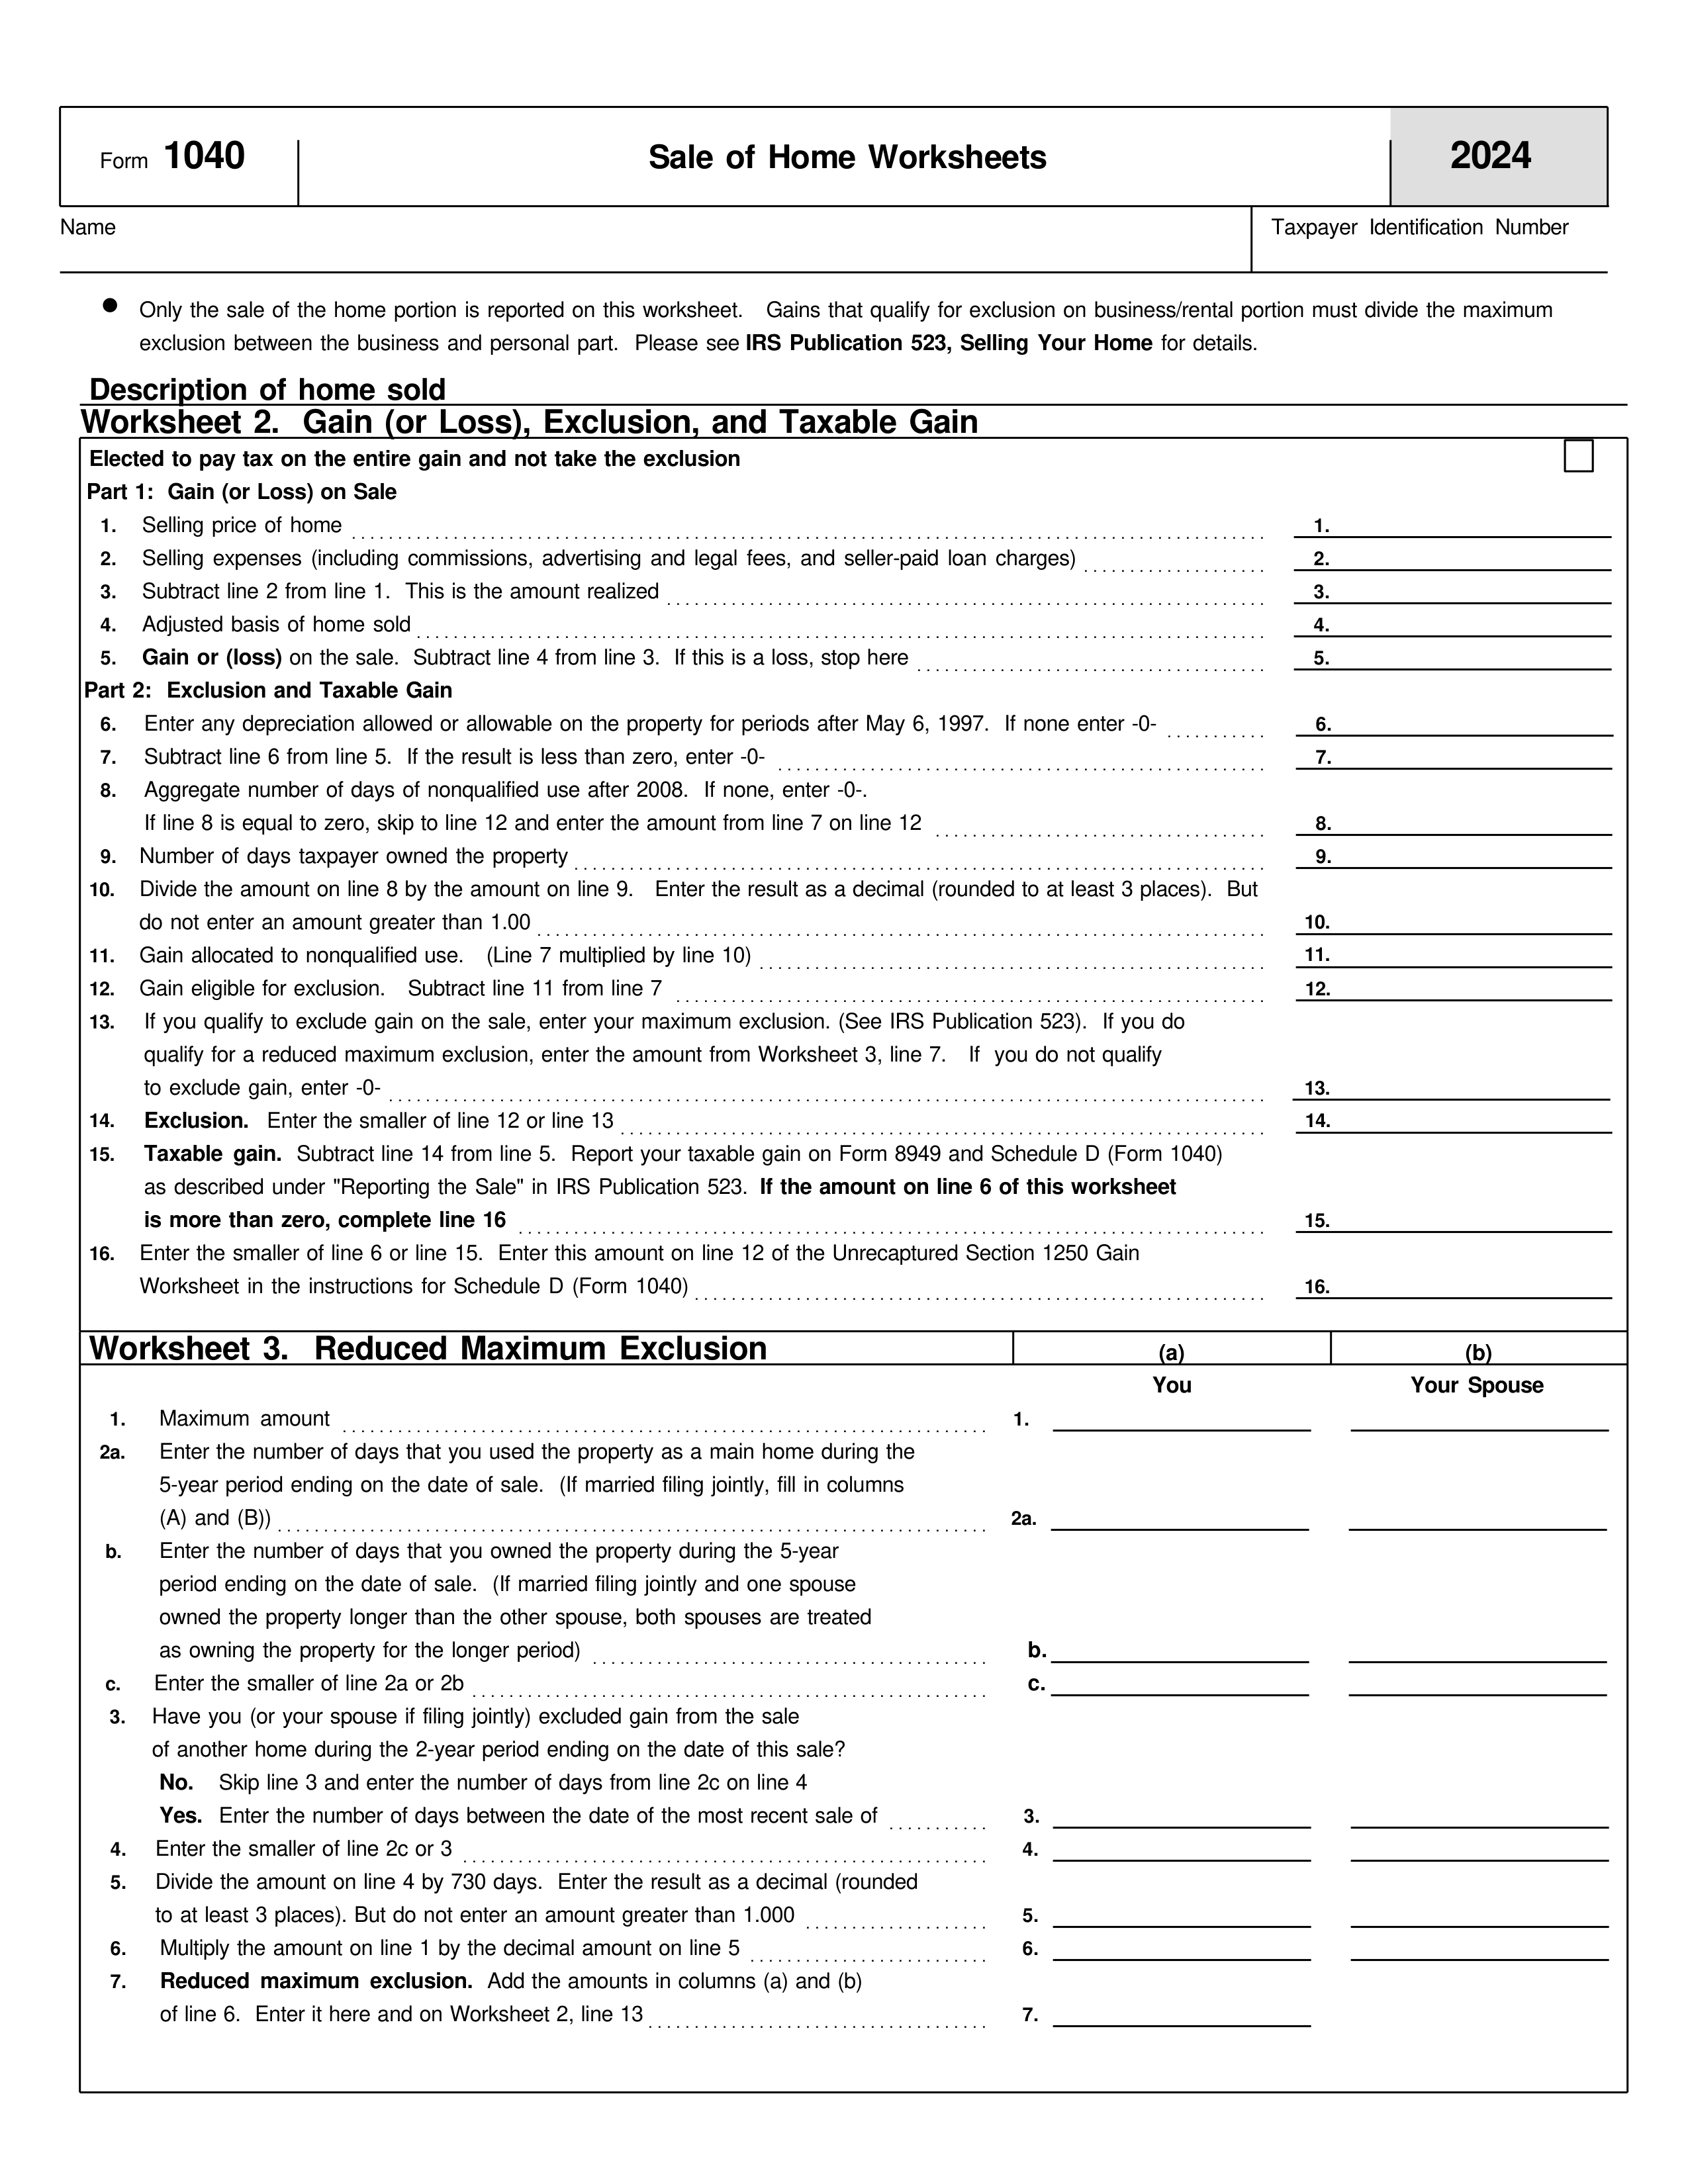 Form 1040
Sale of Home Worksheets
2024
Name
Taxpayer Identification Number
● Only the sale of the home portion is reported on this worksheet. Gains that qualify for exclusion on business/rental portion must divide the maximum
exclusion between the business and personal part. Please see IRS Publication 523, Selling Your Home for details.
Description of home sold
Worksheet 2. Gain (or Loss), Exclusion, and Taxable Gain
Elected to pay tax on the entire gain and not take the exclusion
Part 1: Gain (or Loss) on Sale
1. Selling price of home 1.
2. Selling expenses (including commissions, advertising and legal fees, and seller-paid loan charges) 2.
3. Subtract line 2 from line 1. This is the amount realized 3.
4. Adjusted basis of home sold 4.
5. Gain or (loss) on the sale. Subtract line 4 from line 3. If this is a loss, stop here 5.
Part 2: Exclusion and Taxable Gain
6. Enter any depreciation allowed or allowable on the property for periods after May 6, 1997. If none enter -0- 6.
7. Subtract line 6 from line 5. If the result is less than zero, enter -0- 7.
8. Aggregate number of days of nonqualified use after 2008. If none, enter -0-.
If line 8 is equal to zero, skip to line 12 and enter the amount from line 7 on line 12 8.
9. Number of days taxpayer owned the property 9.
10. Divide the amount on line 8 by the amount on line 9. Enter the result as a decimal (rounded to at least 3 places). But
do not enter an amount greater than 1.00 10.
11. Gain allocated to nonqualified use. (Line 7 multiplied by line 10) 11.
12. Gain eligible for exclusion. Subtract line 11 from line 7 12.
13. If you qualify to exclude gain on the sale, enter your maximum exclusion. (See IRS Publication 523). If you do
qualify for a reduced maximum exclusion, enter the amount from Worksheet 3, line 7. If you do not qualify
to exclude gain, enter -0- 13.
14. Exclusion. Enter the smaller of line 12 or line 13 14.
15. Taxable gain. Subtract line 14 from line 5. Report your taxable gain on Form 8949 and Schedule D (Form 1040)
as described under "Reporting the Sale" in IRS Publication 523. If the amount on line 6 of this worksheet
is more than zero, complete line 16 15.
16. Enter the smaller of line 6 or line 15. Enter this amount on line 12 of the Unrecaptured Section 1250 Gain
Worksheet in the instructions for Schedule D (Form 1040) 16.
Worksheet 3. Reduced Maximum Exclusion (a) (b)
You Your Spouse
1. Maximum amount 1.
2a. Enter the number of days that you used the property as a main home during the
5-year period ending on the date of sale. (If married filing jointly, fill in columns
(A) and (B)) 2a.
b. Enter the number of days that you owned the property during the 5-year
period ending on the date of sale. (If married filing jointly and one spouse
owned the property longer than the other spouse, both spouses are treated
as owning the property for the longer period) b.
c. Enter the smaller of line 2a or 2b c.
3. Have you (or your spouse if filing jointly) excluded gain from the sale
of another home during the 2-year period ending on the date of this sale?
No. Skip line 3 and enter the number of days from line 2c on line 4
Yes. Enter the number of days between the date of the most recent sale of 3.
4. Enter the smaller of line 2c or 3 4.
5. Divide the amount on line 4 by 730 days. Enter the result as a decimal (rounded
to at least 3 places). But do not enter an amount greater than 1.000 5.
6. Multiply the amount on line 1 by the decimal amount on line 5 6.
7. Reduced maximum exclusion. Add the amounts in columns (a) and (b)
of line 6. Enter it here and on Worksheet 2, line 13 7.